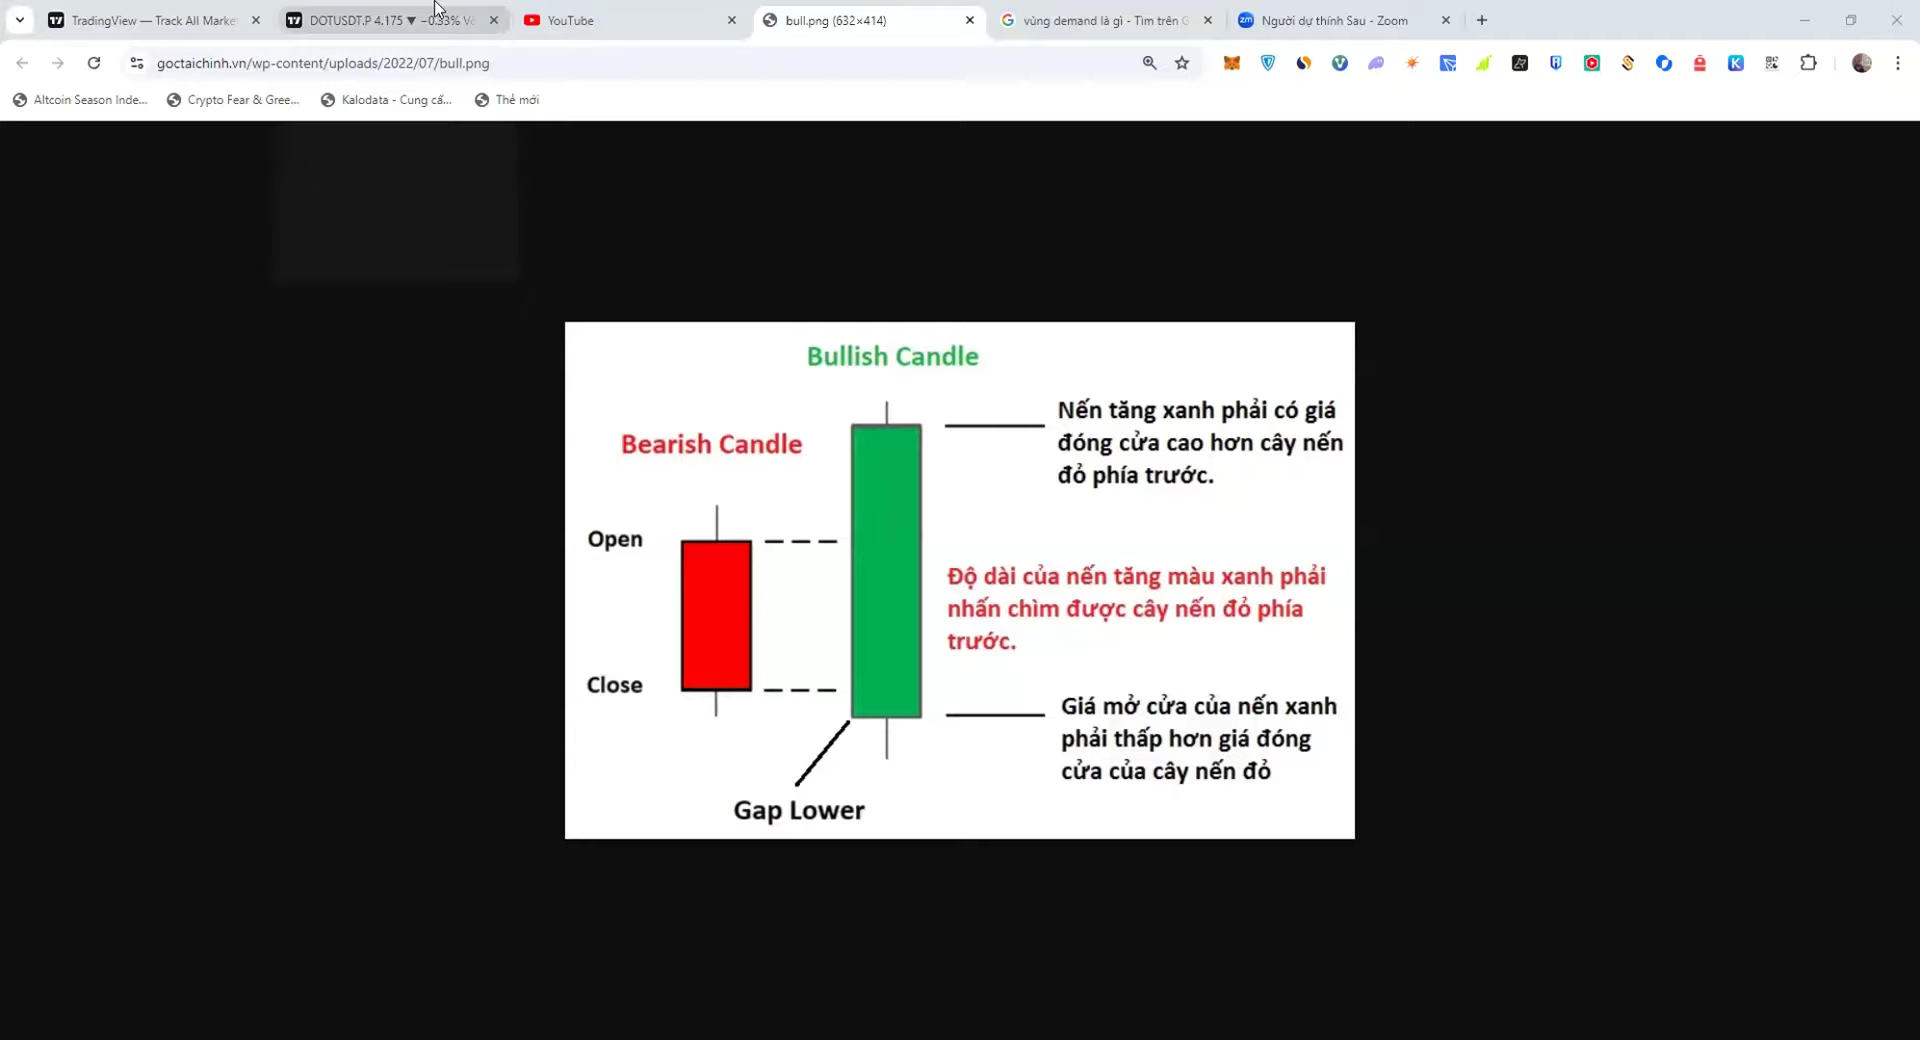 TradingView — Track All Marke
DOTUSDT.P 4.175 ▼ −0.33% V
YouTube
bull.png (632×414)
vùng demand là gì - Tìm trên G
Người dự thính Sau - Zoom
goctaichinh.vn/wp-content/uploads/2022/07/bull.png
Altcoin Season Inde...
Crypto Fear & Gree...
Kalodata - Cung cấ...
Thẻ mới
Bullish Candle
Bearish Candle
Nến tăng xanh phải có giá
đóng cửa cao hơn cây nến
đỏ phía trước.
Open
Độ dài của nến tăng màu xanh phải
nhấn chìm được cây nến đỏ phía
trước.
Close
Giá mở cửa của nến xanh
phải thấp hơn giá đóng
cửa của cây nến đỏ
Gap Lower